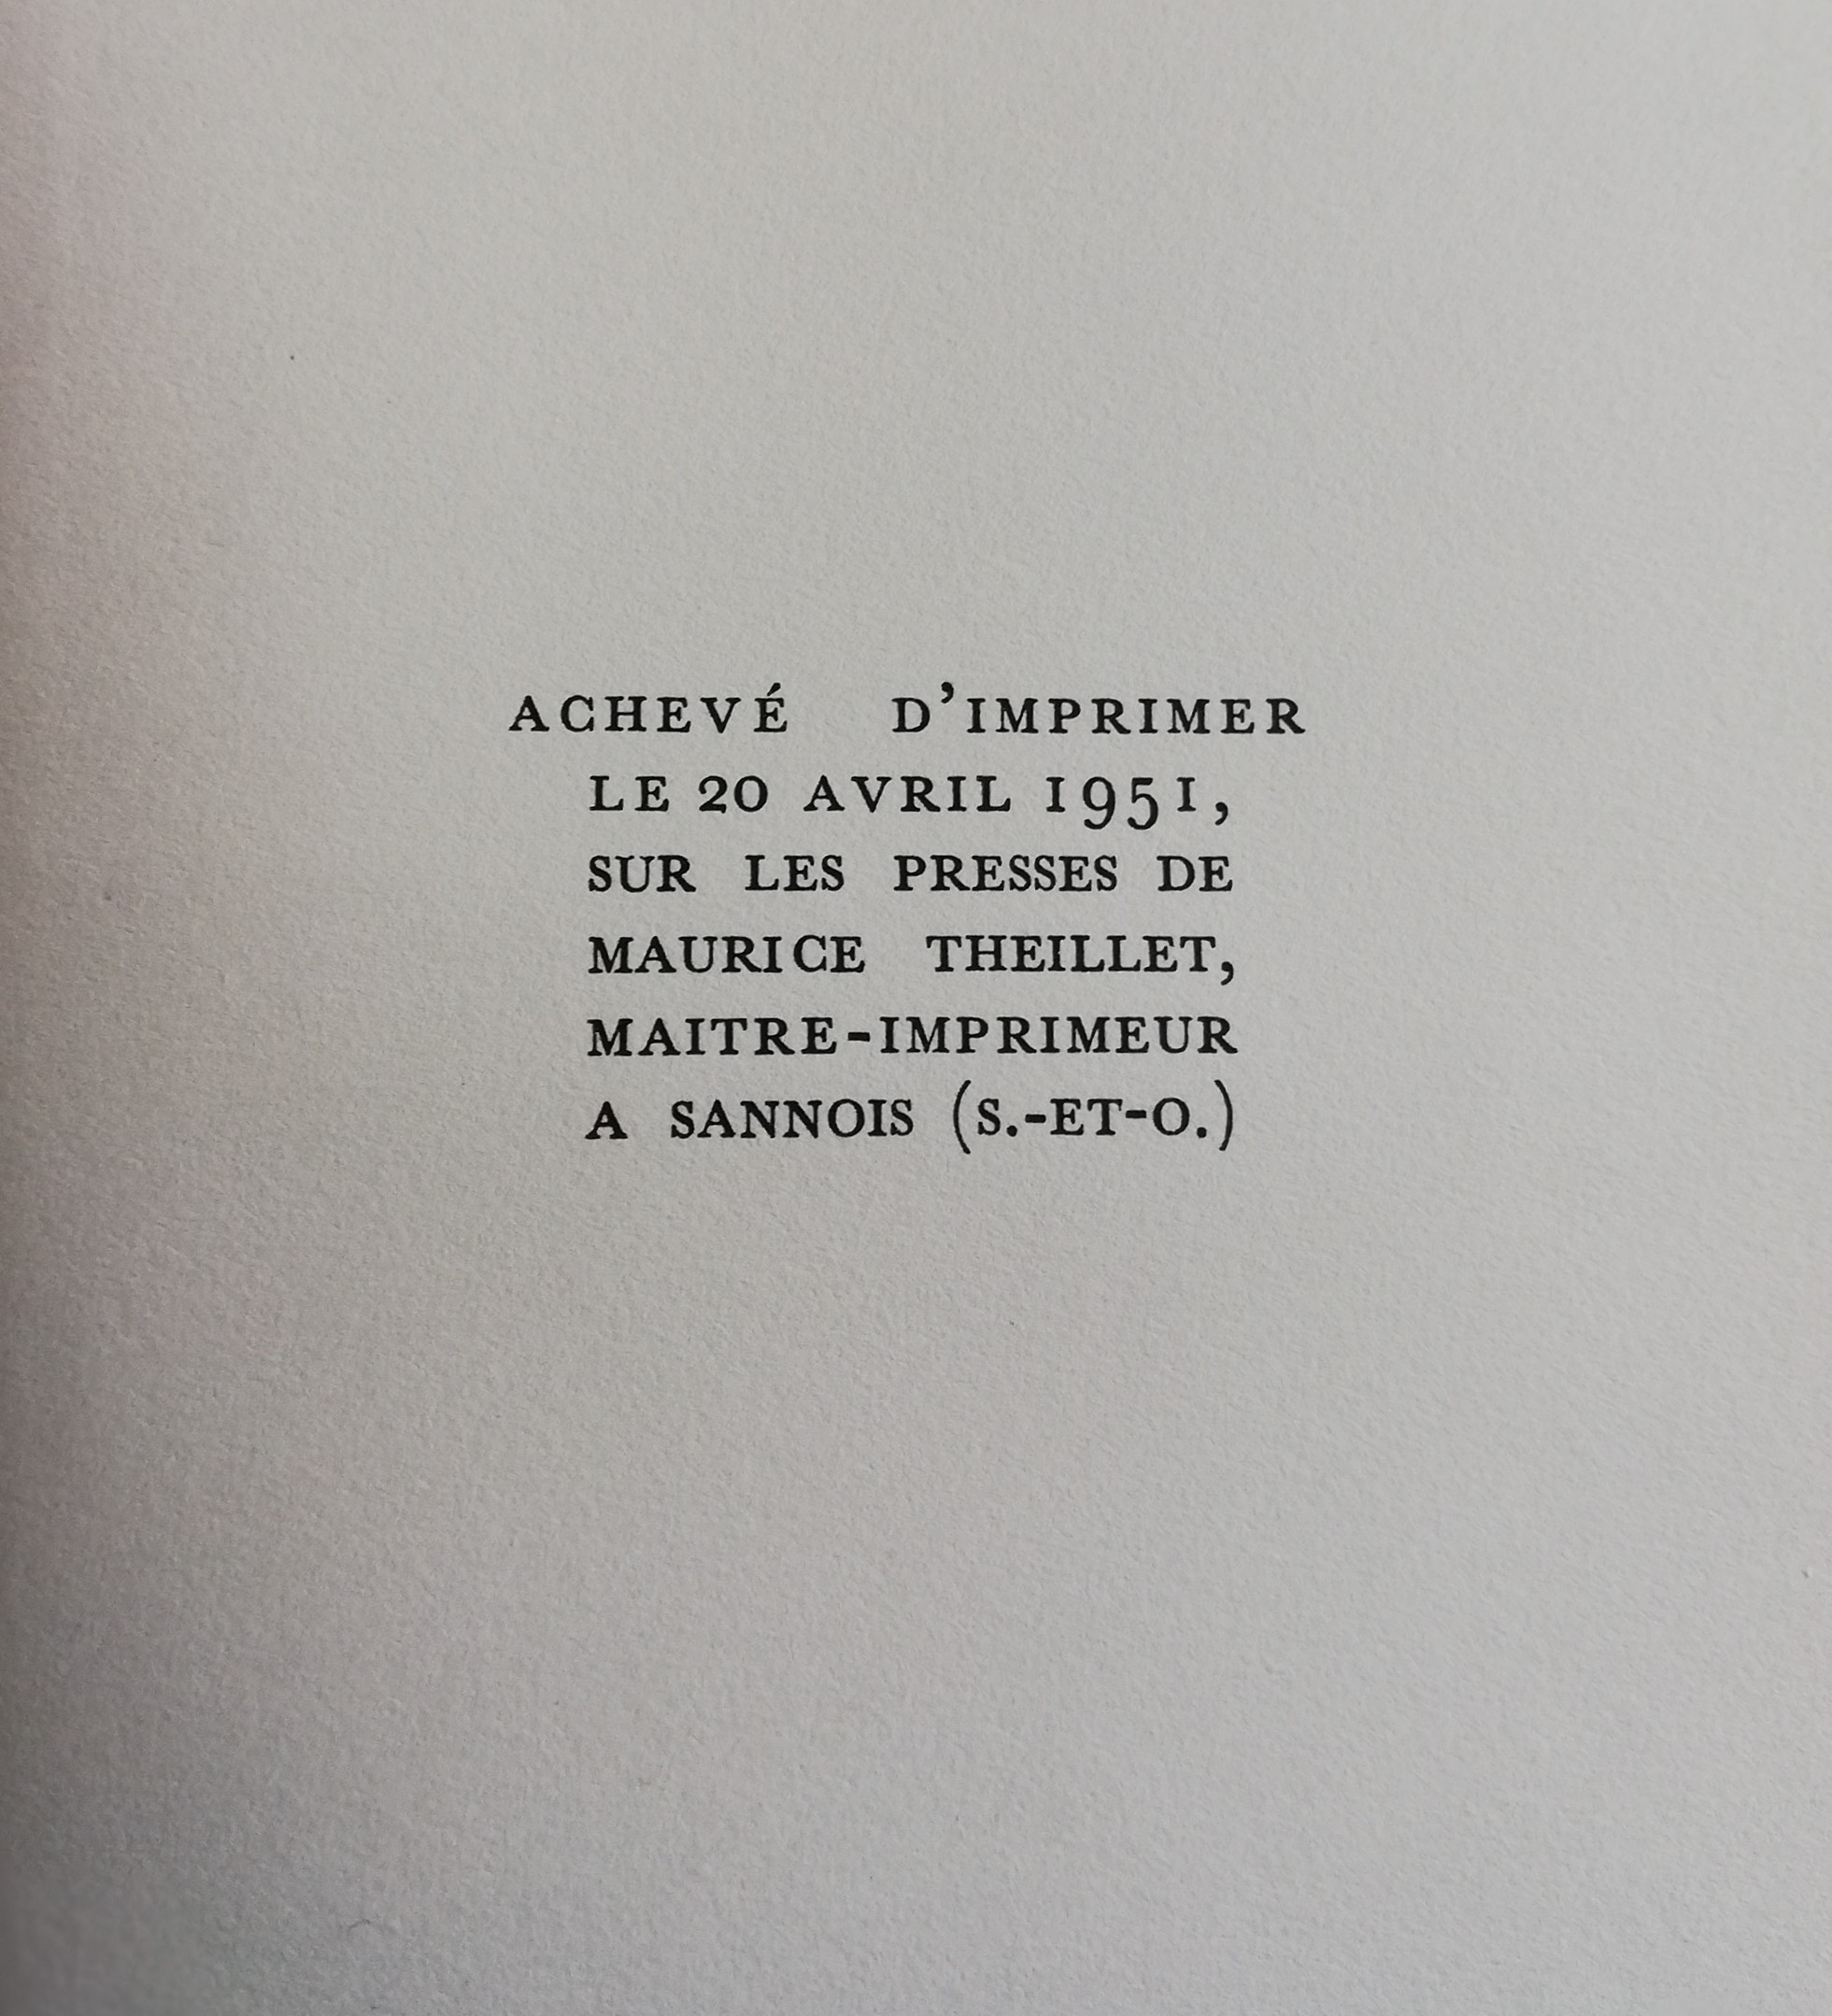 ACHEVÉ D'IMPRIMER
LE 20 AVRIL 1951,
SUR LES PRESSES DE
MAURICE THEILLET,
MAITRE-IMPRIMEUR
A SANNOIS (S.-ET-O.)